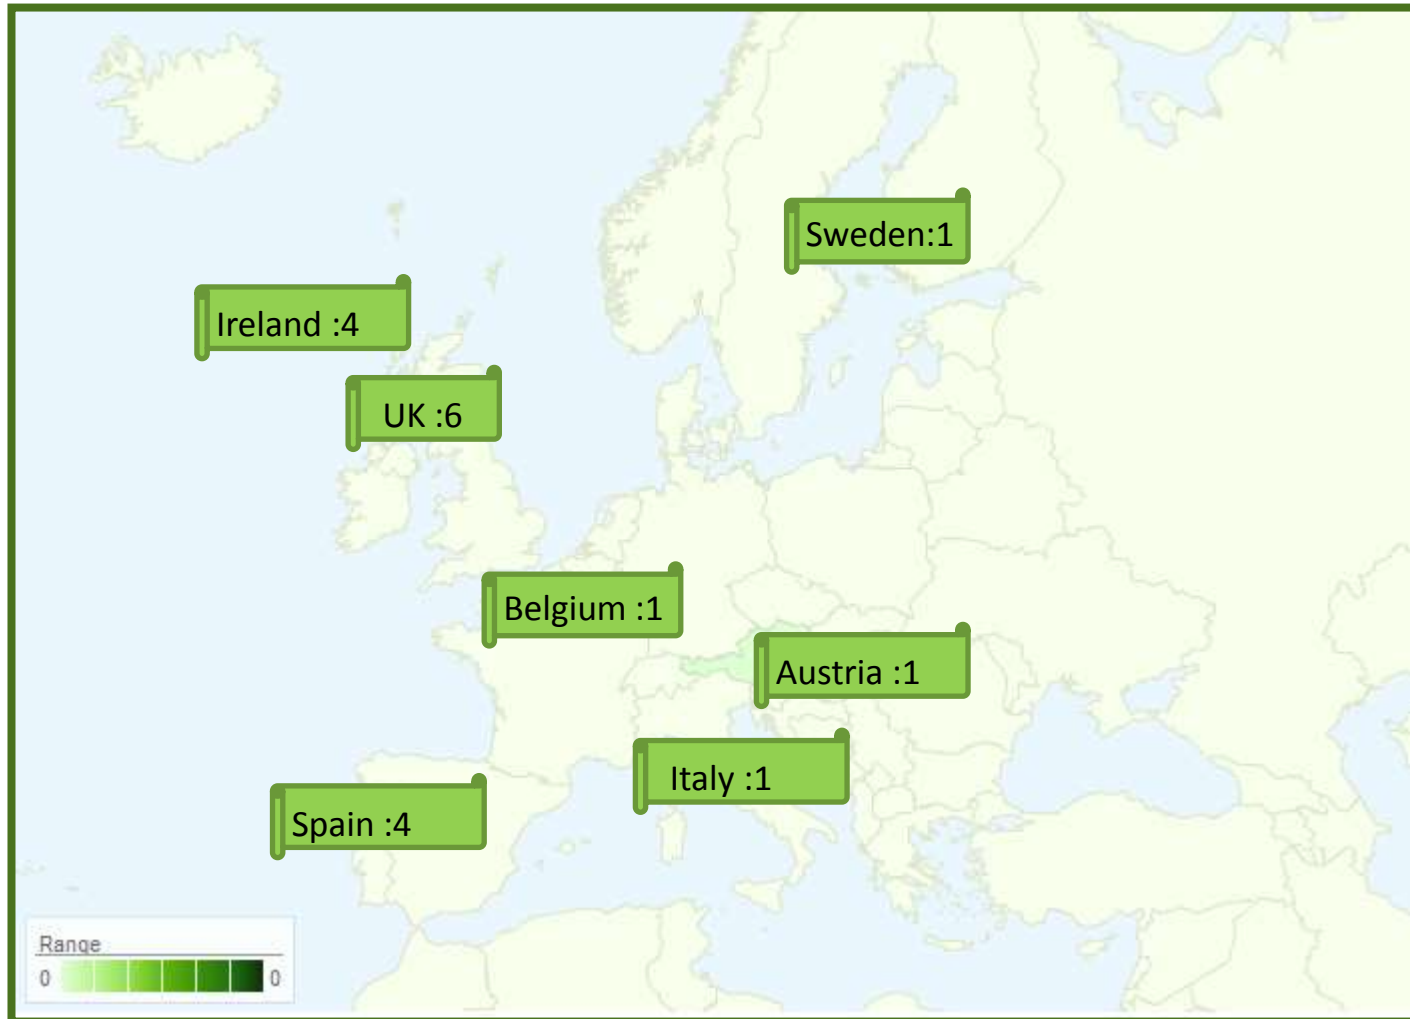 Sweden:1
Ireland :4
UK :6
Belgium :1
Austria :1
Italy :1
Spain :4
Range
0 0